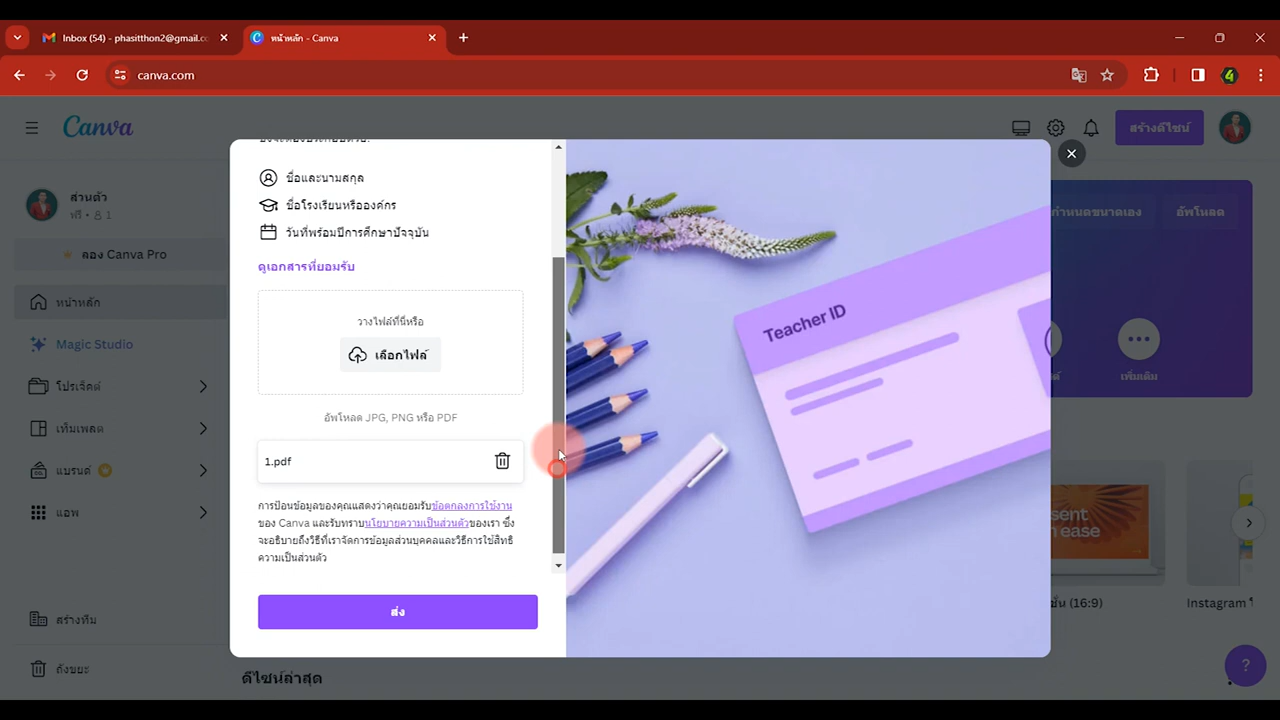 Inbox (54) - phasitthon2@gmail.cc
หน้าหลัก - Canva
canva.com
Canva
สร้างดีไซน์
ส่วนตัว
ฟรี • 1
ลอง Canva Pro
หน้าหลัก
Magic Studio
โปรเจ็คต์
เท็มเพลต
แบรนด์
แอพ
สร้างทีม
ถังขยะ
ชื่อและนามสกุล
ชื่อโรงเรียนหรือองค์กร
วันที่พร้อมปีการศึกษาปัจจุบัน
ดูเอกสารที่ยอมรับ
วางไฟล์ที่นี่หรือ
เลือกไฟล์
อัพโหลด JPG, PNG หรือ PDF
1.pdf
การป้อนข้อมูลของคุณแสดงว่าคุณยอมรับข้อตกลงการใช้งาน
ของ Canva และรับทราบนโยบายความเป็นส่วนตัวของเรา ซึ่ง
จะอธิบายถึงวิธีที่เราจัดการข้อมูลส่วนบุคคลและวิธีการใช้สิทธิ
ความเป็นส่วนตัว
ส่ง
Teacher ID
กำหนดขนาดเอง
อัพโหลด
เพิ่มเติม
sent
ease
(16:9)
Instagram
ดีไซน์ล่าสุด
?